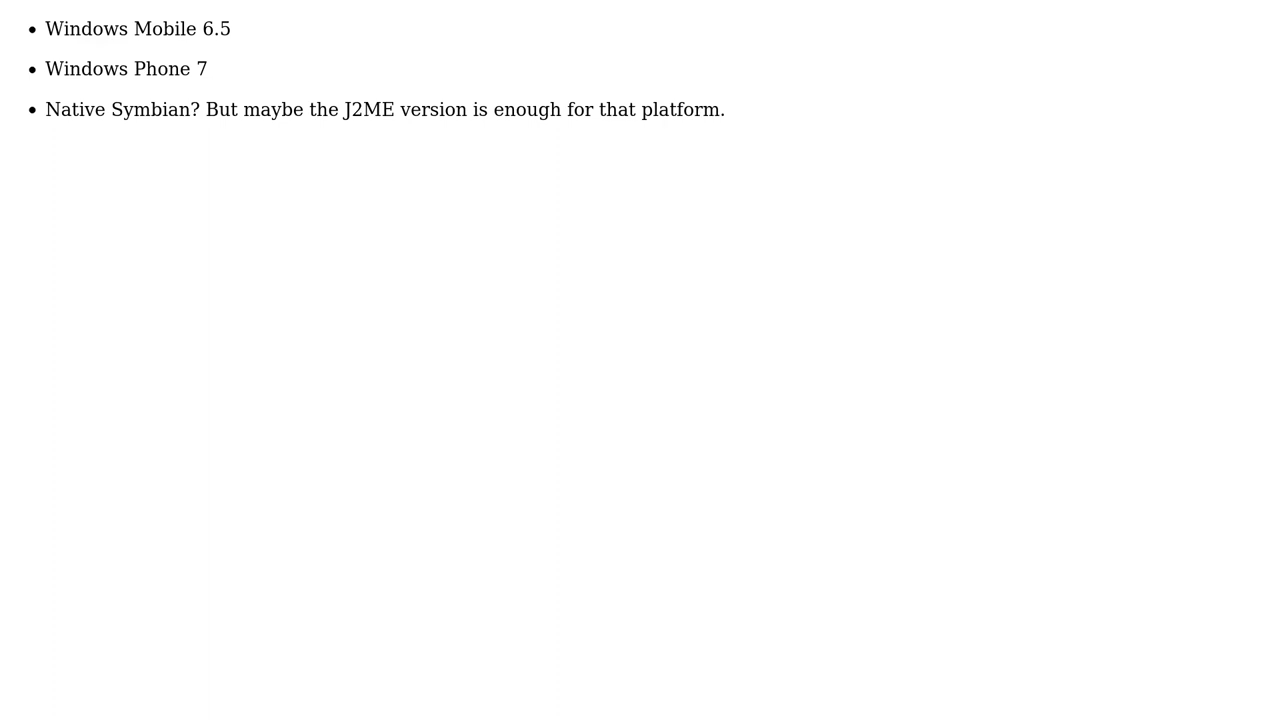 • Windows Mobile 6.5
• Windows Phone 7
• Native Symbian? But maybe the J2ME version is enough for that platform.